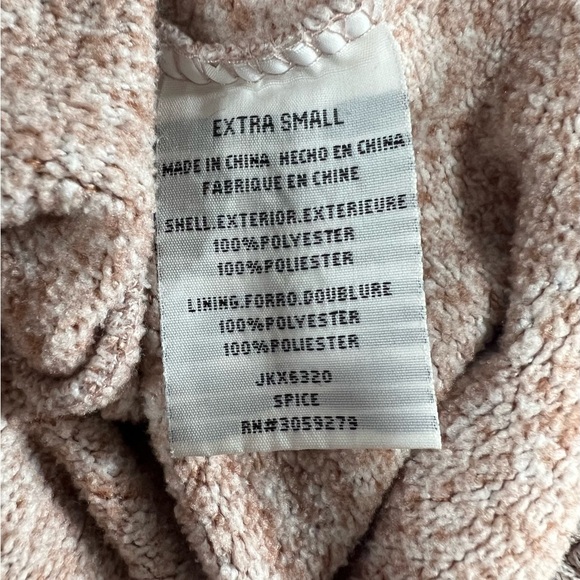 EXTRA SMALL
MADE IN CHINA HECHO EN CHINA
FABRIQUE EN CHINE
SHELL.EXTERIOR.EXTERIEURE
100%POLYESTER
100%POLIESTER
LINING.FORRO.DOUBLURE
100%POLYESTER
100%POLIESTER
JKX6320
SPICE
RN#3059279